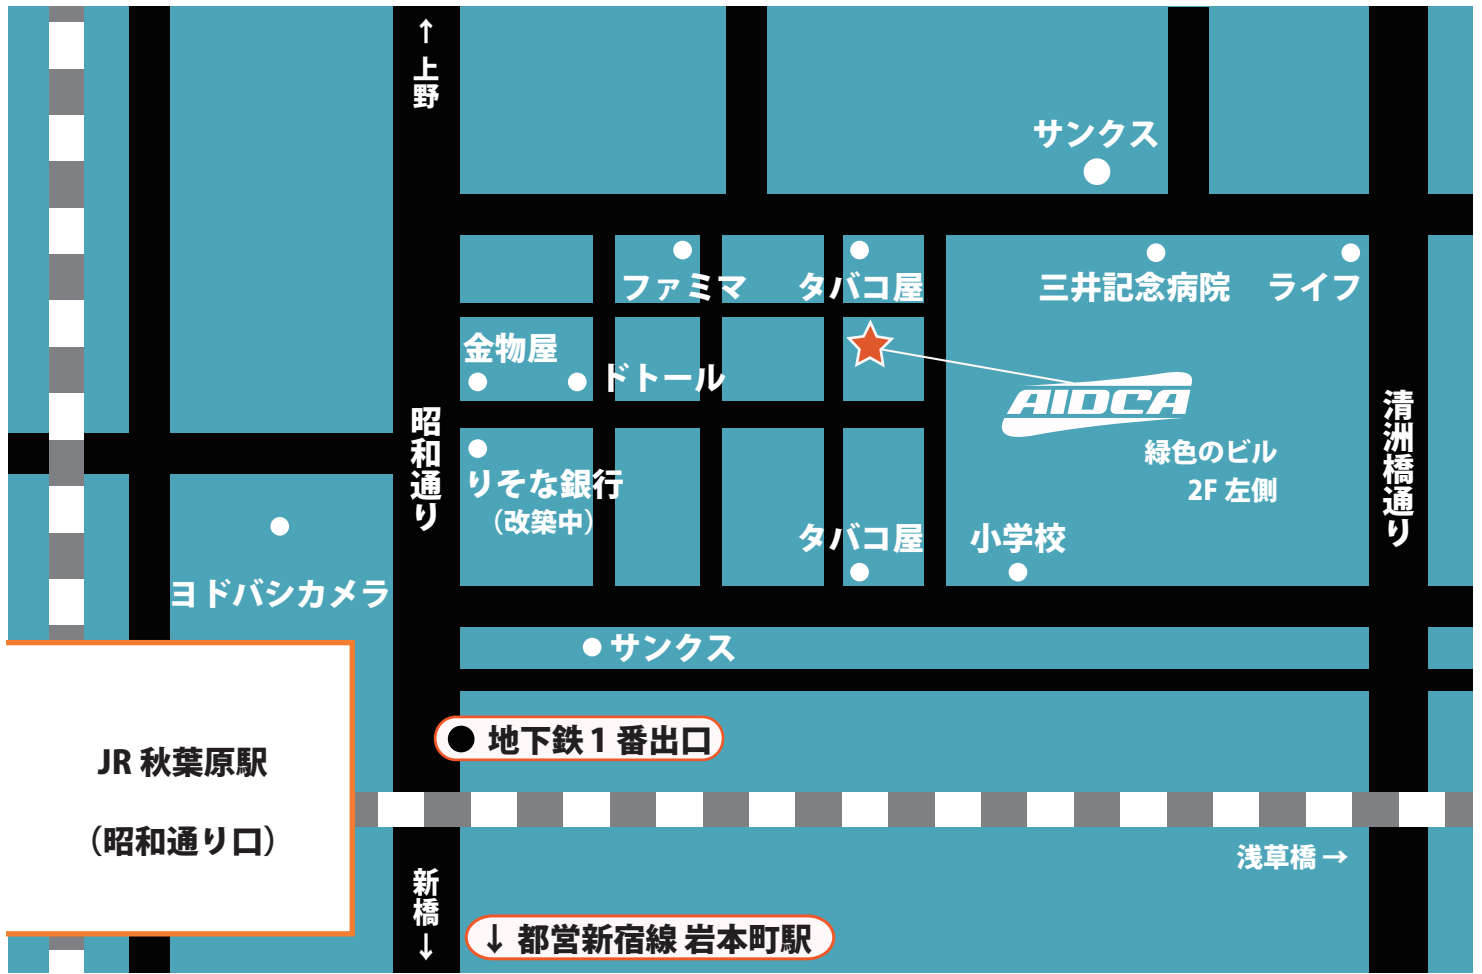 ↑上野
サンクス
ファミマ
タバコ屋
三井記念病院
ライフ
金物屋
ドトール
AIDCA
緑色のビル
2F 左側
昭和通り
清洲橋通り
りそな銀行
（改築中）
タバコ屋
小学校
ヨドバシカメラ
サンクス
地下鉄 1 番出口
JR 秋葉原駅
（昭和通り口）
浅草橋→
新橋↓
↓ 都営新宿線 岩本町駅